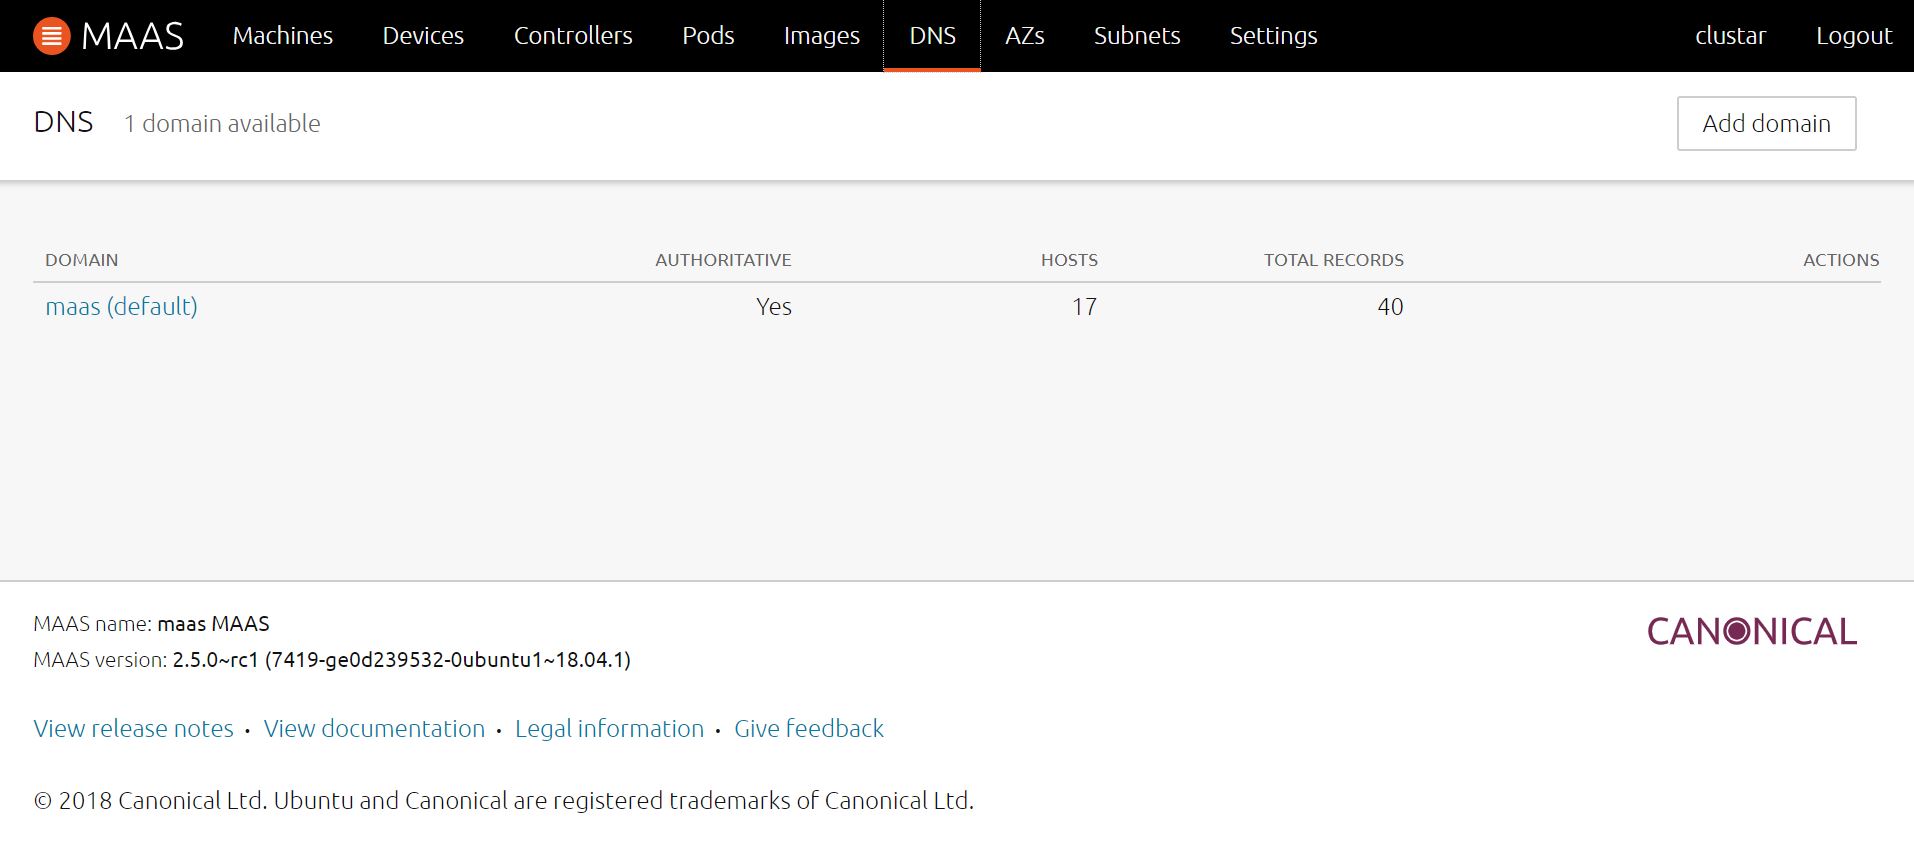 MAAS Machines Devices Controllers Pods Images DNS AZs Subnets Settings clustar Logout
DNS 1 domain available Add domain
DOMAIN AUTHORITATIVE HOSTS TOTAL RECORDS ACTIONS
maas (default) Yes 17 40
MAAS name: maas MAAS
CANONICAL
MAAS version: 2.5.0~rc1 (7419-ge0d239532-0ubuntu1~18.04.1)
View release notes · View documentation · Legal information · Give feedback
© 2018 Canonical Ltd. Ubuntu and Canonical are registered trademarks of Canonical Ltd.